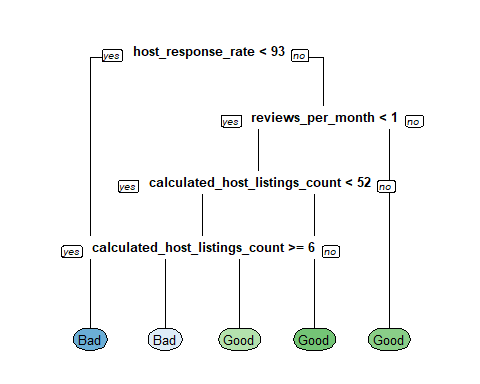 yes host_response_rate < 93 no
yes reviews_per_month < 1 no
yes calculated_host_listings_count < 52 no
yes calculated_host_listings_count >= 6 no
Bad Bad Good Good Good